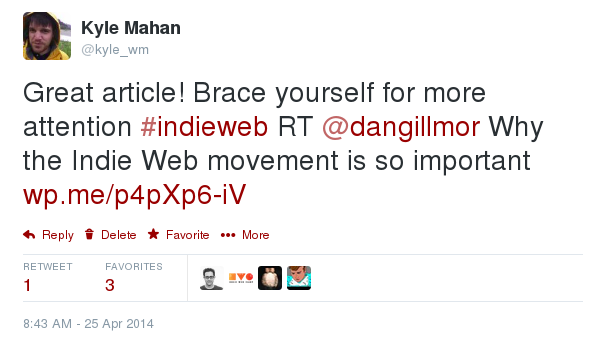 Kyle Mahan
@kyle_wm
Great article! Brace yourself for more
attention #indieweb RT @dangillmor Why
the Indie Web movement is so important
wp.me/p4pXp6-iV
Reply Delete Favorite More
RETWEET FAVORITES
1 3
8:43 AM - 25 Apr 2014